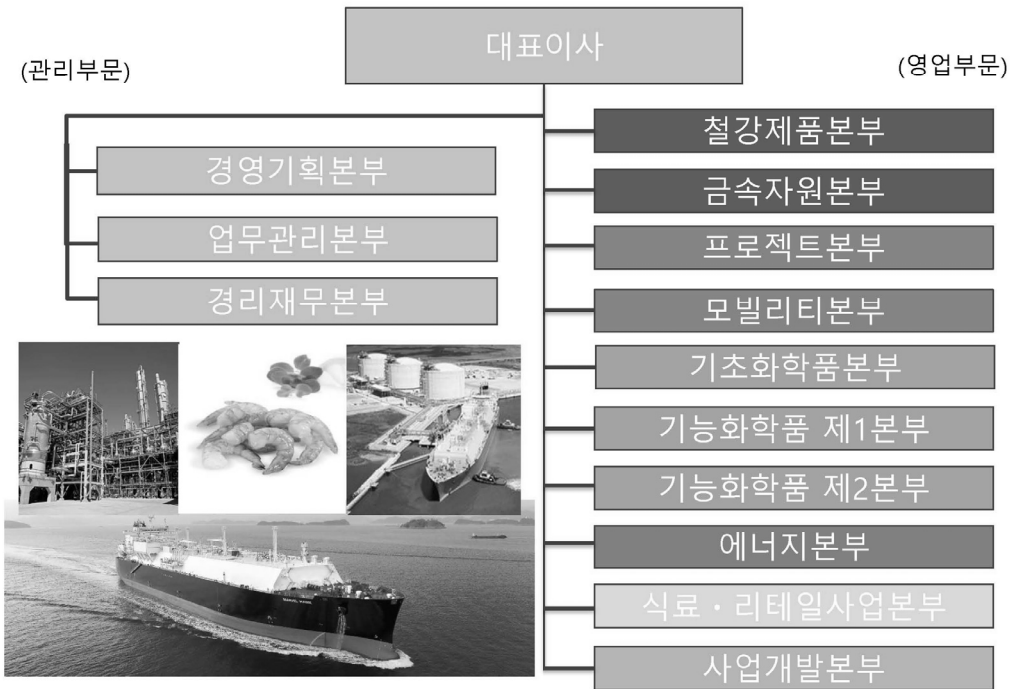 대표이사
(관리부문)
(영업부문)
경영기획본부
업무관리본부
경리재무본부
철강제품본부
금속자원본부
프로젝트본부
모빌리티본부
기초화학품본부
기능화학품 제1본부
기능화학품 제2본부
에너지본부
식료・리테일사업본부
사업개발본부